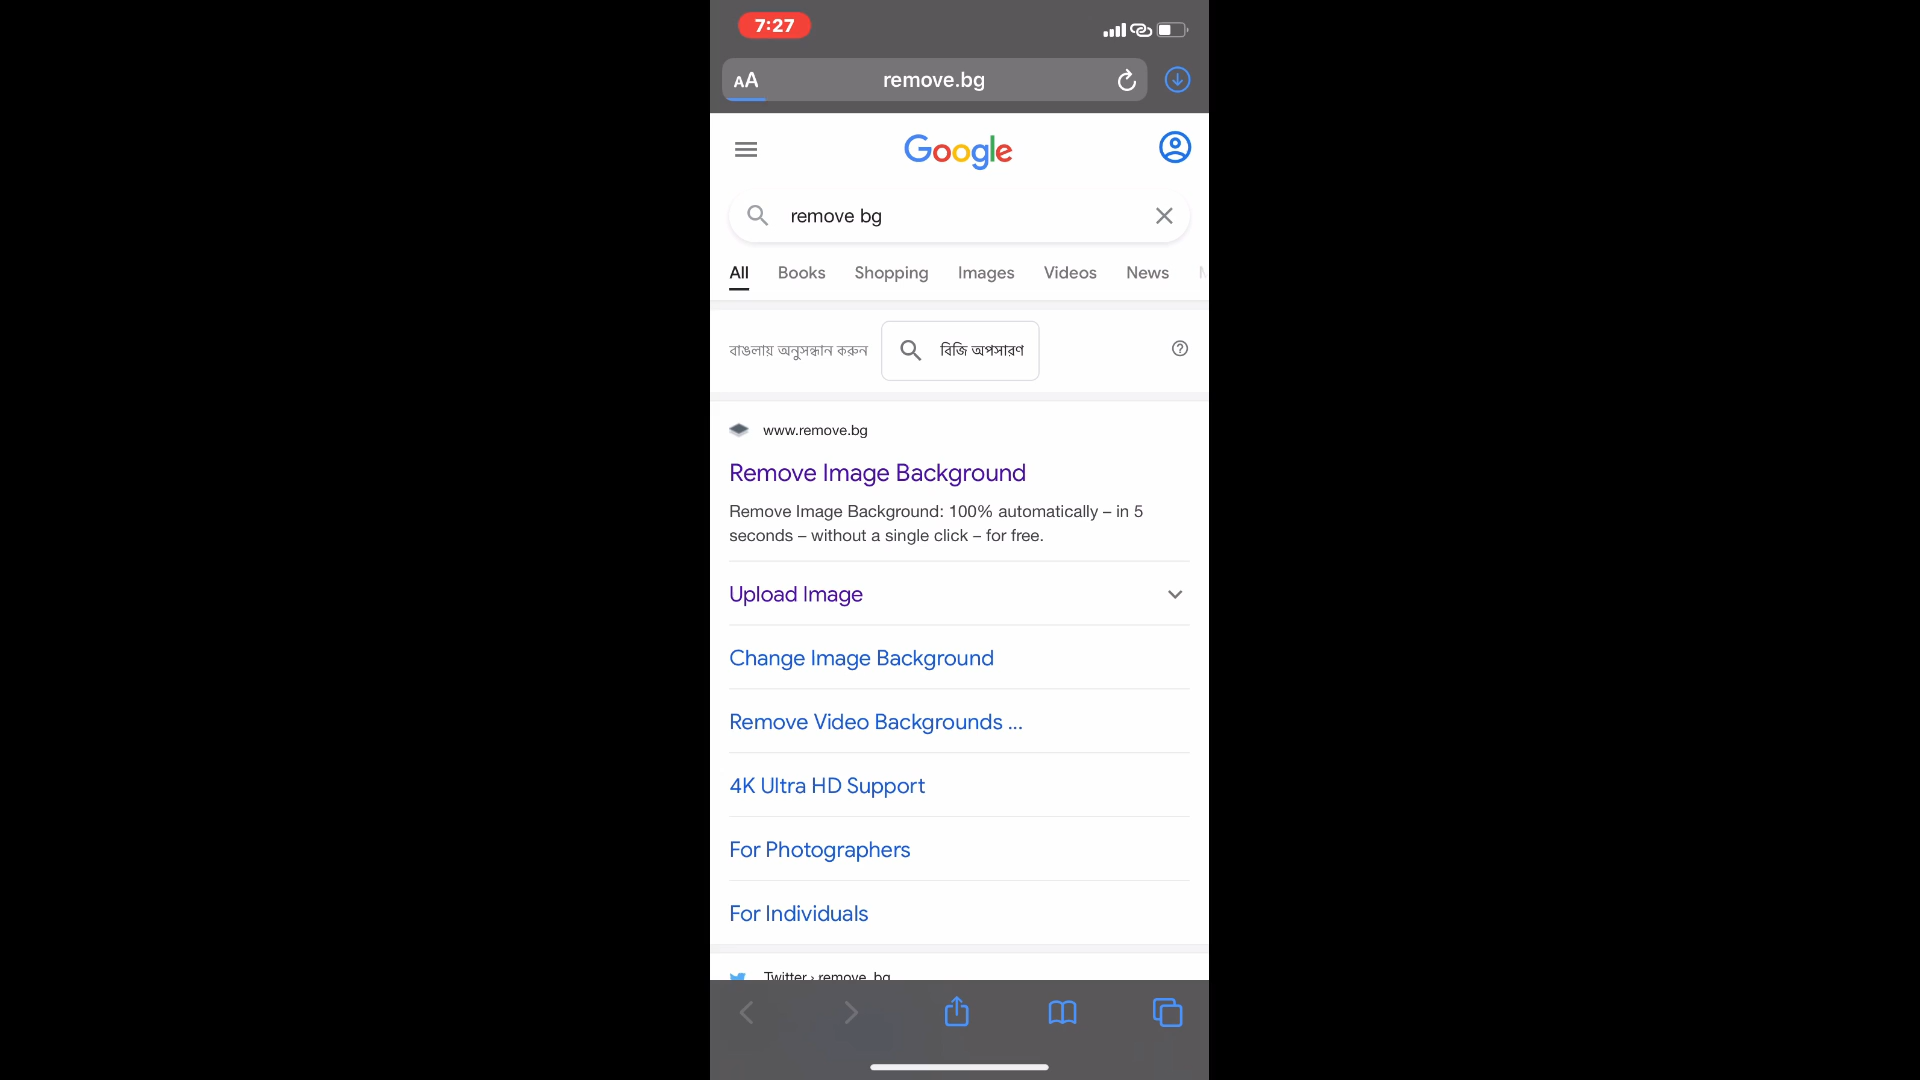 7:27
AA remove.bg
Google
remove bg
All Books Shopping Images Videos News
বাঙলায় অনুসন্ধান করুন বিজি অপসারণ
www.remove.bg
Remove Image Background
Remove Image Background: 100% automatically – in 5
seconds – without a single click – for free.
Upload Image
Change Image Background
Remove Video Backgrounds ...
4K Ultra HD Support
For Photographers
For Individuals
Twitter › remove_bg